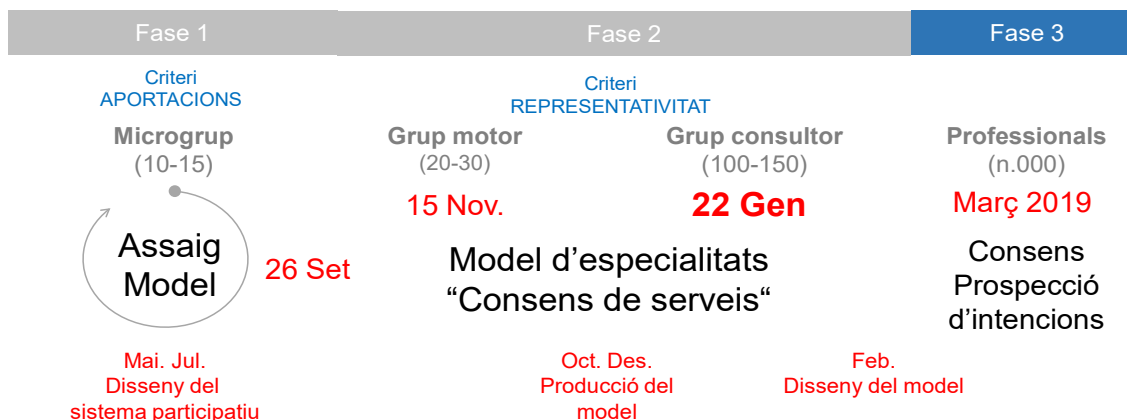 Fase 1
Fase 2
Fase 3
Criteri
APORTACIONS
Criteri
REPRESENTATIVITAT
Microgrup
(10-15)
Grup motor
(20-30)
Grup consultor
(100-150)
Professionals
(n.000)
15 Nov.
22 Gen
Març 2019
Assaig
Model
26 Set
Model d’especialitats
“Consens de serveis“
Consens
Prospecció
d’intencions
Mai. Jul.
Disseny del
sistema participatiu
Oct. Des.
Producció del
model
Feb.
Disseny del model